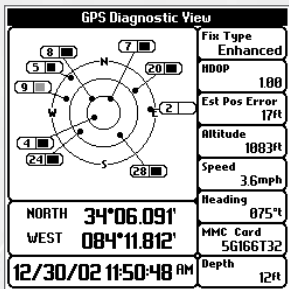 GPS Diagnostic View
8
7
5
20
9
N
2
W
E
4
24
S
28
NORTH 34°06.091'
WEST 084°11.812'
12/30/02 11:50:48 AM
Fix Type
Enhanced
HDOP
1.00
Est Pos Error
17ft
Altitude
1083ft
Speed
3.6mph
Heading
075°t
MMC Card
5G166T32
Depth
12ft